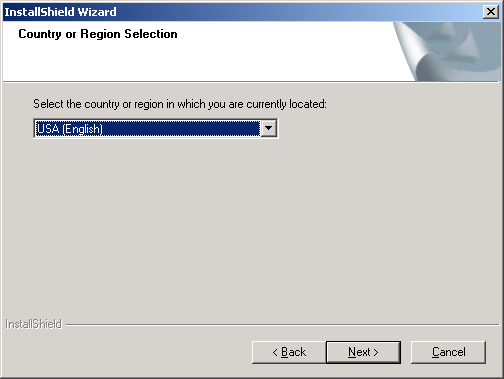 InstallShield Wizard
Country or Region Selection
Select the country or region in which you are currently located:
USA (English)
InstallShield
< Back
Next >
Cancel